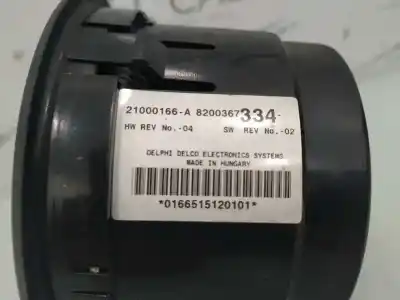 21000166-A 8200367334-
HW REV No.-04 SW REV No.-02
DELPHI DELCO ELECTRONICS SYSTEMS
MADE IN HUNGARY
*0166515120101*